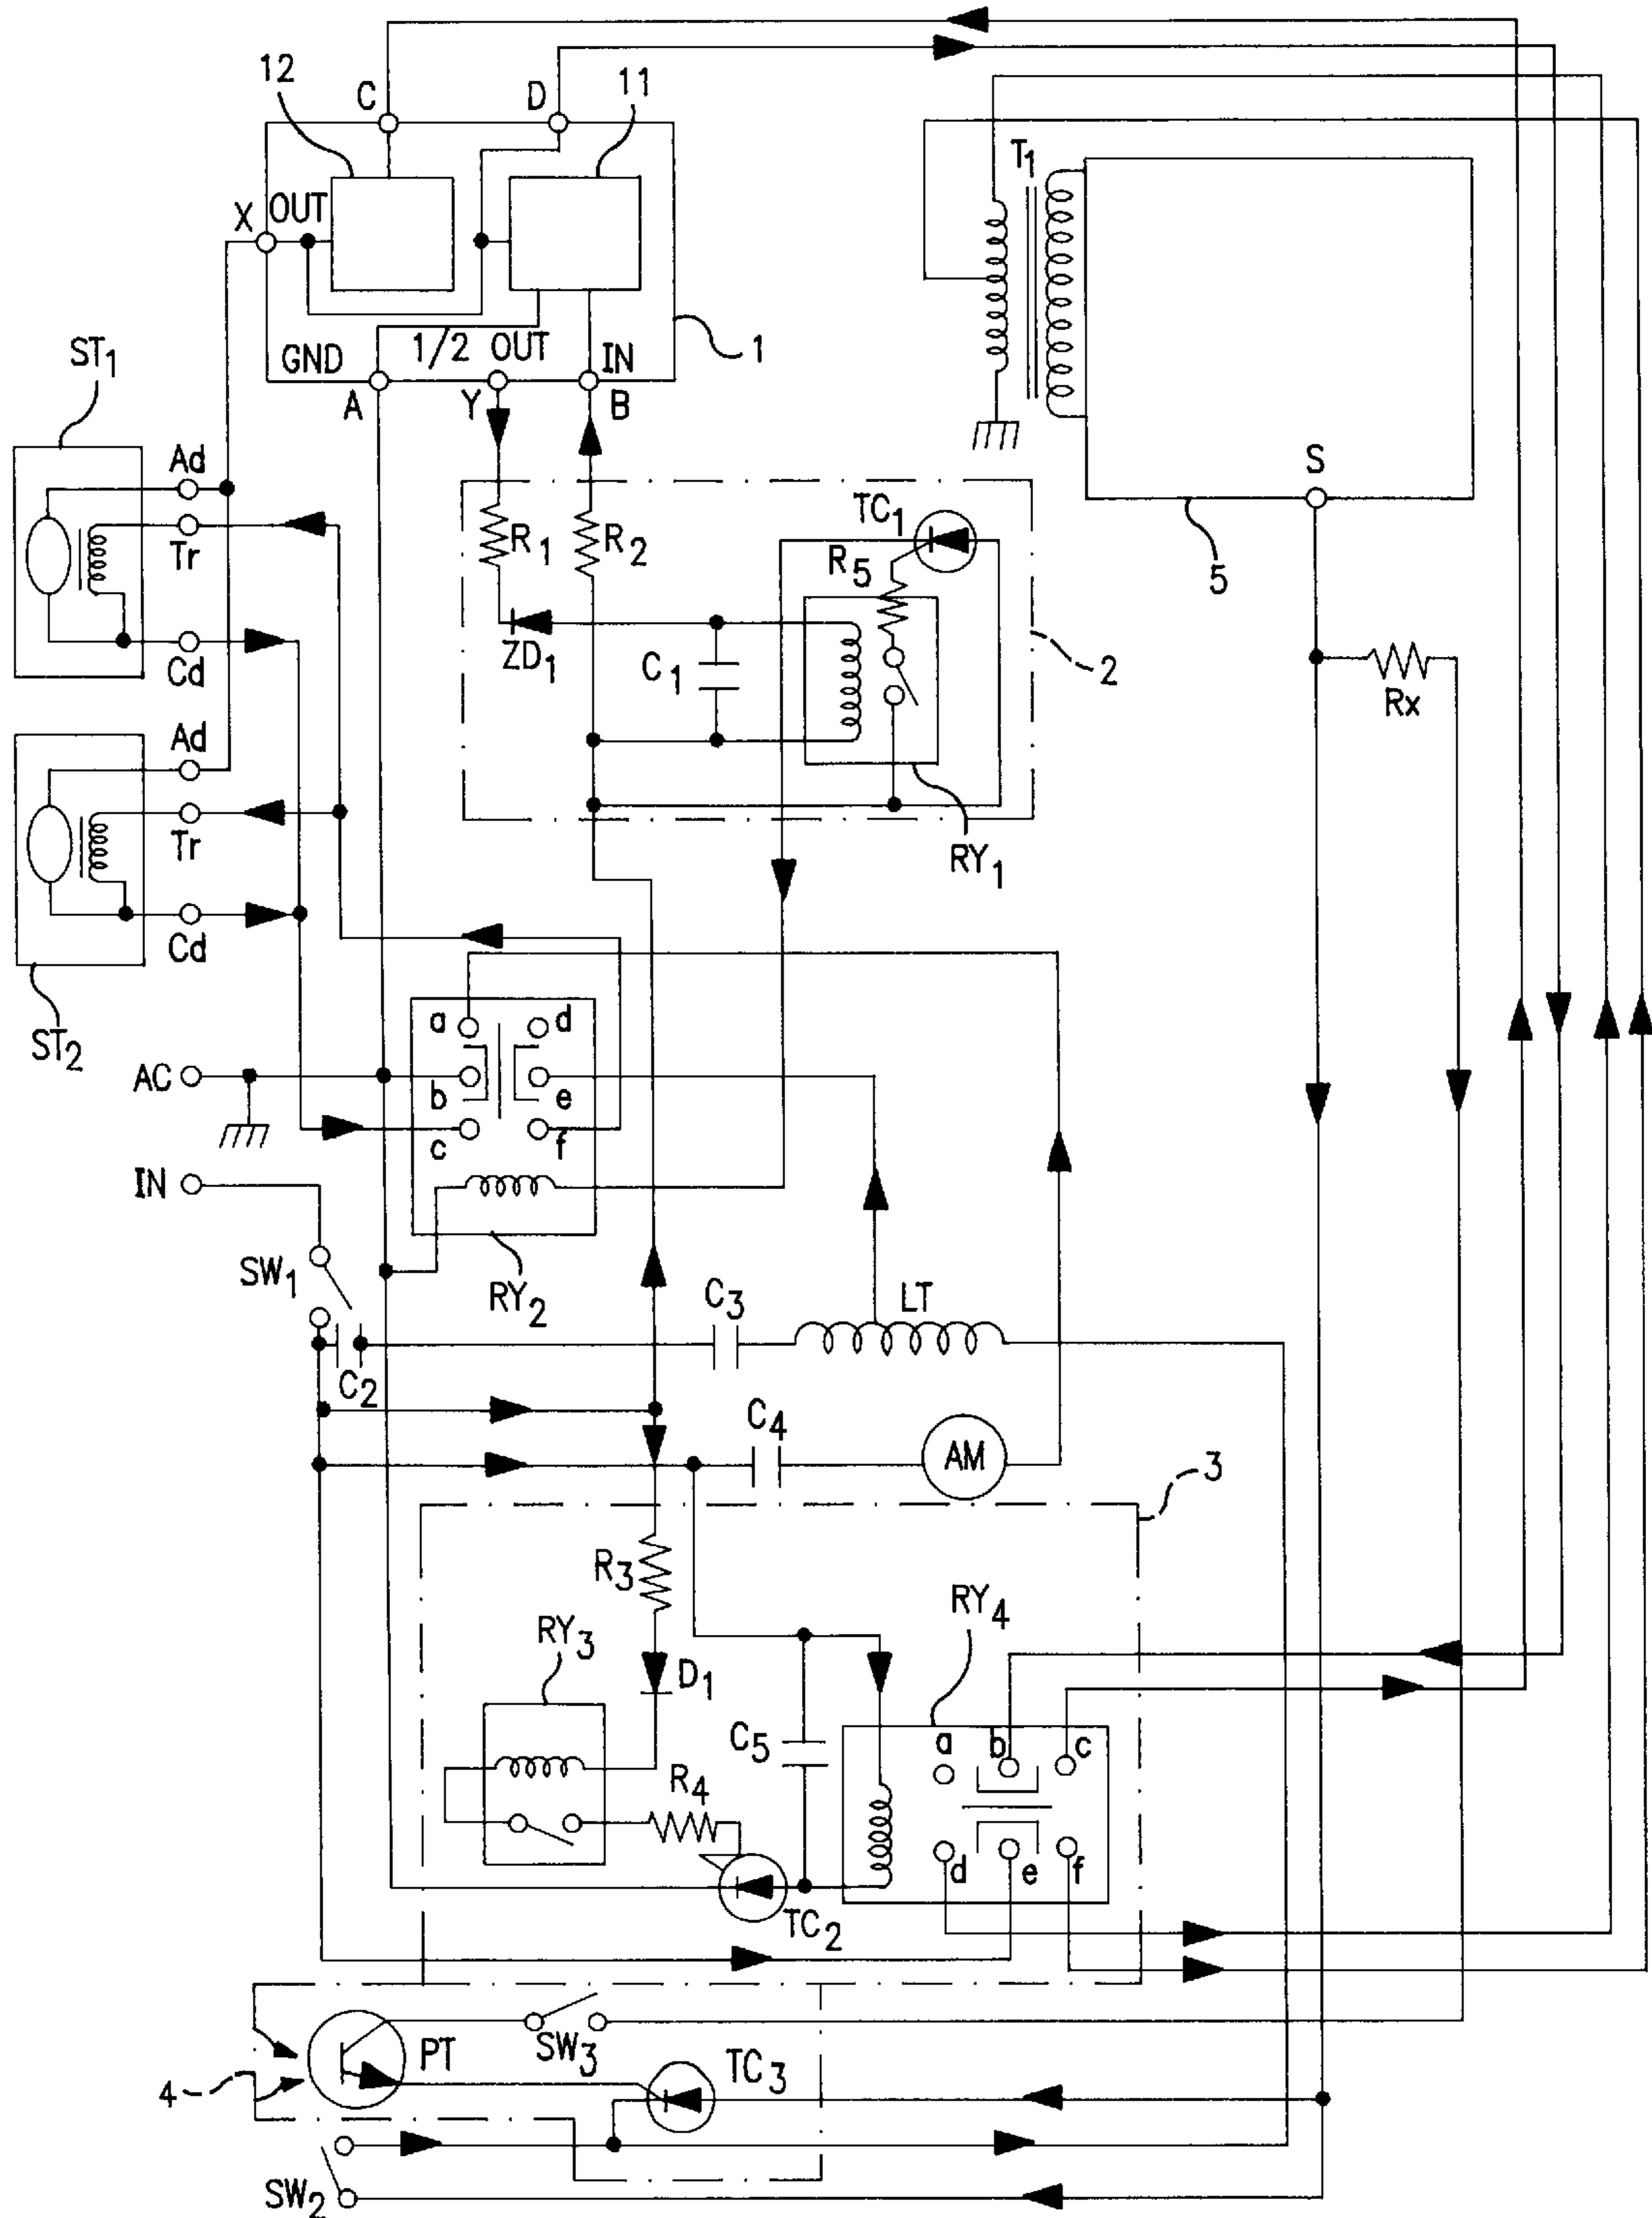 12
C
D
11
T1
X
OUT
1/2 OUT
GND
IN
1
A
Y
B
ST1
Ad
Tr
Cd
S
5
R1
R2
TC1
R5
ZD1
C1
2
Rx
RY1
Ad
Tr
Cd
ST2
a
d
AC
b
e
c
f
IN
SW1
RY2
C3
LT
C2
C4
AM
3
R3
RY4
RY3
D1
a
b
c
C5
R4
d
e
f
TC2
PT
SW3
TC3
4
SW2